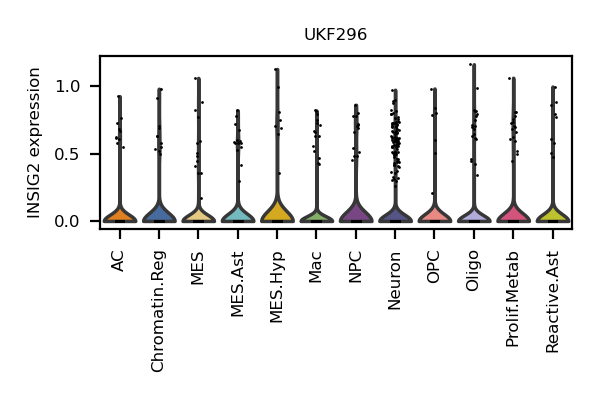 UKF296
INSIG2 expression
1.0
0.5
0.0
AC
Chromatin.Reg
MES
MES.Ast
MES.Hyp
Mac
NPC
Neuron
OPC
Oligo
Prolif.Metab
Reactive.Ast